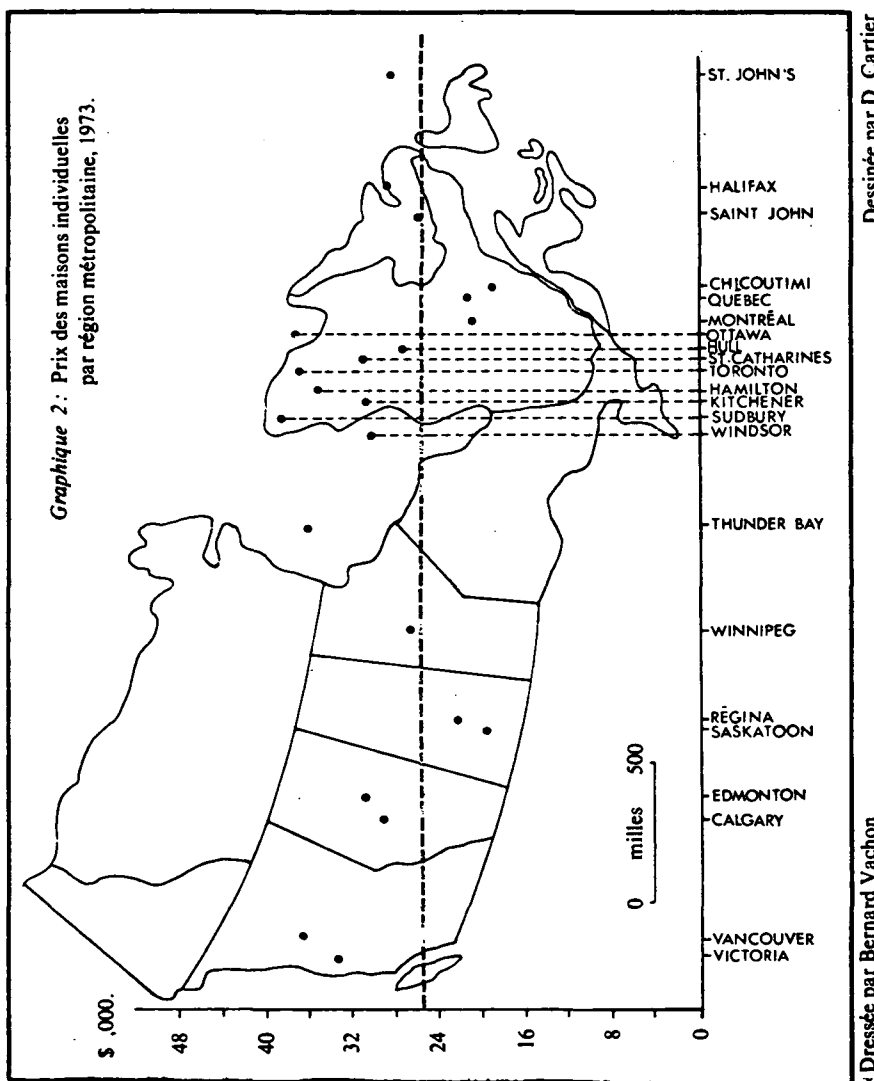 Graphique 2: Prix des maisons individuelles
par région métropolitaine, 1973.
$ ,000.
48
40
32
24
16
8
0
0 milles 500
VICTORIA
VANCOUVER
CALGARY
EDMONTON
SASKATOON
RÉGINA
WINNIPEG
THUNDER BAY
WINDSOR
SUDBURY
KITCHENER
HAMILTON
TORONTO
ST.CATHARINES
HULL
OTTAWA
MONTRÉAL
QUÉBEC
CHICOUTIMI
SAINT JOHN
HALIFAX
ST. JOHN'S
Dressée par Bernard Vachon
Dessinée par D. Cartier